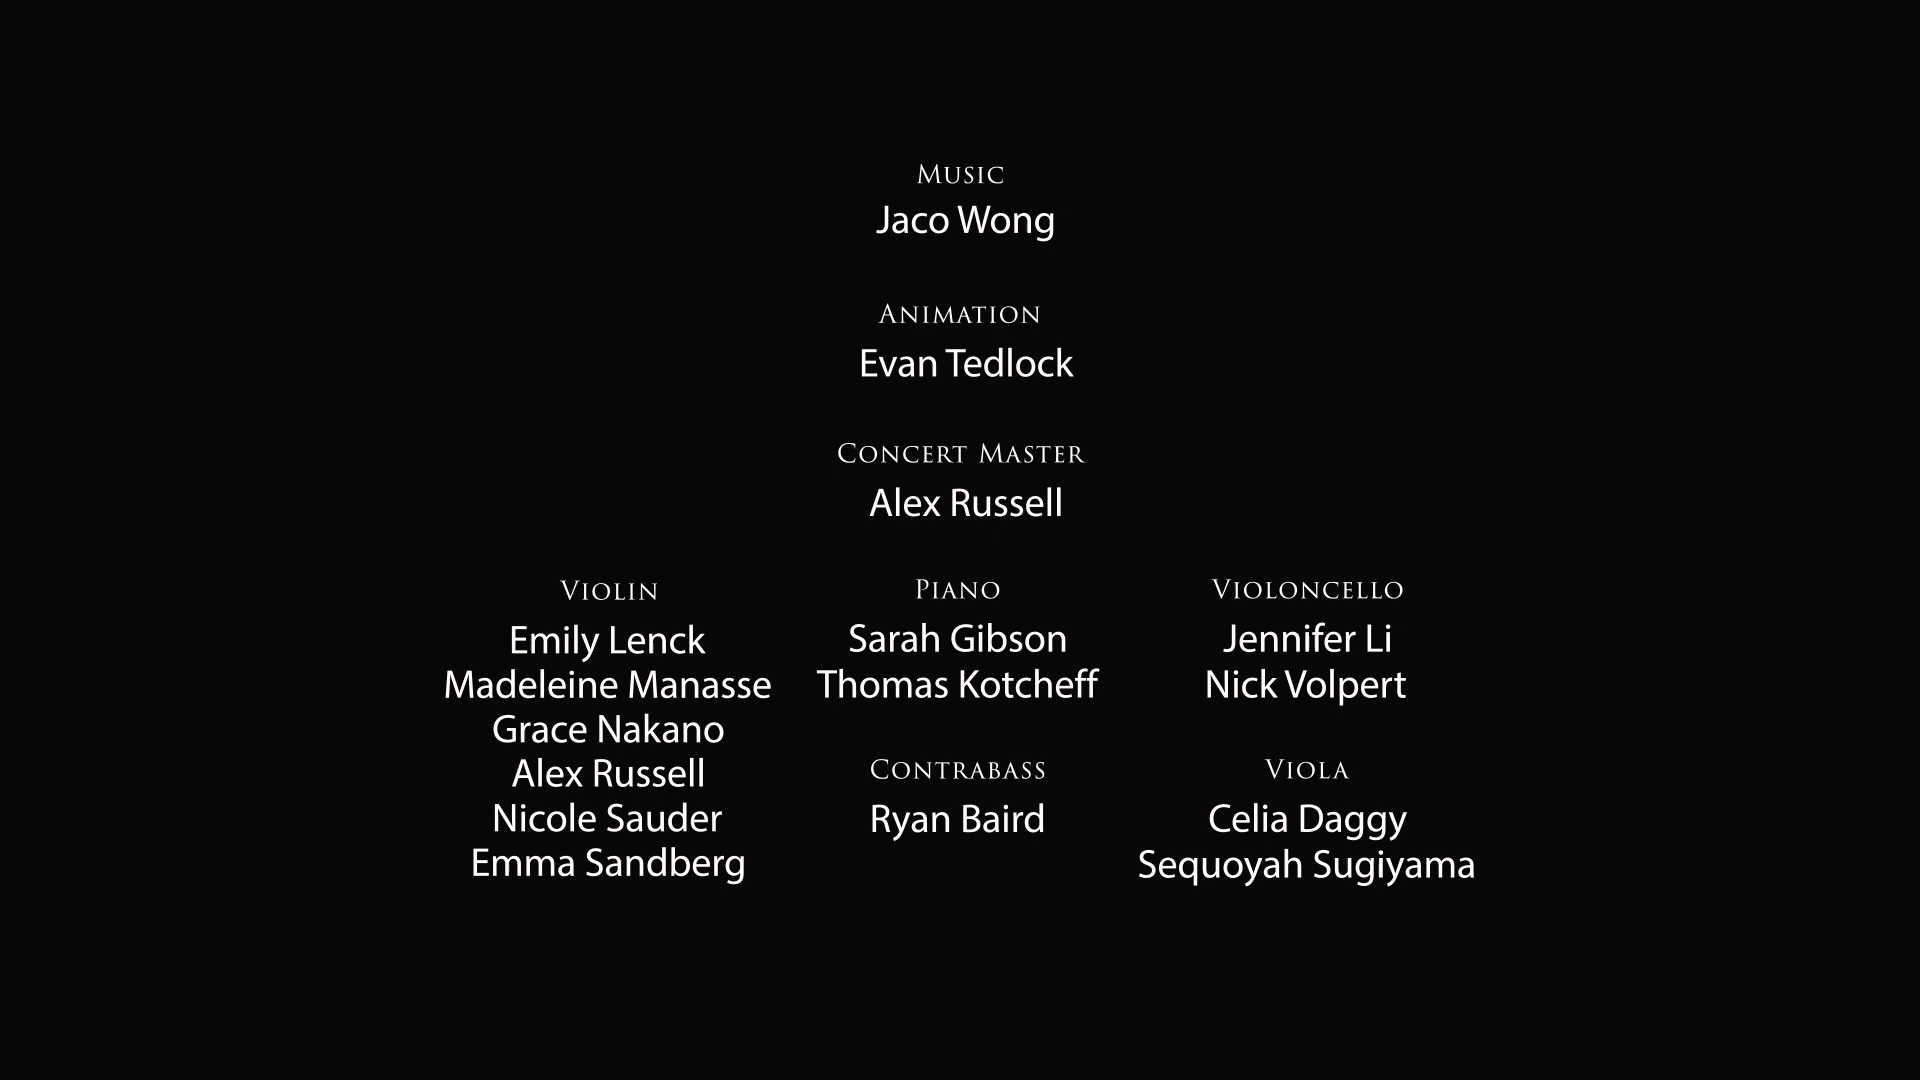 Music
Jaco Wong
Animation
Evan Tedlock
Concert Master
Alex Russell
Violin
Emily Lenck
Madeleine Manasse
Grace Nakano
Alex Russell
Nicole Sauder
Emma Sandberg
Piano
Sarah Gibson
Thomas Kotcheff
Contrabass
Ryan Baird
Violoncello
Jennifer Li
Nick Volpert
Viola
Celia Daggy
Sequoyah Sugiyama